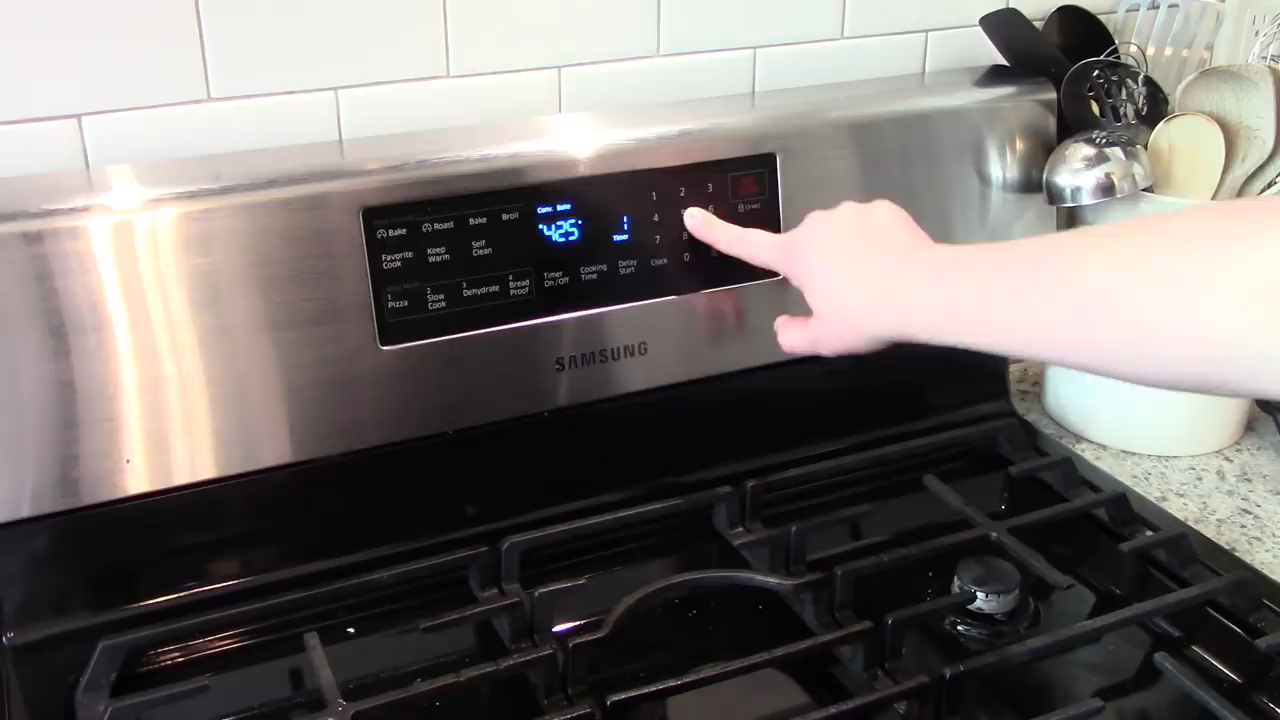 Conv. Bake
425°
1
Timer
Bake
Roast
Bake
Broil
Favorite
Cook
Keep
Warm
Self
Clean
1
Pizza
2
Slow
Cook
3
Dehydrate
4
Bread
Proof
Timer
On/Off
Cooking
Time
Delay
Start
Clock
1 2 3
4
7
0
SAMSUNG